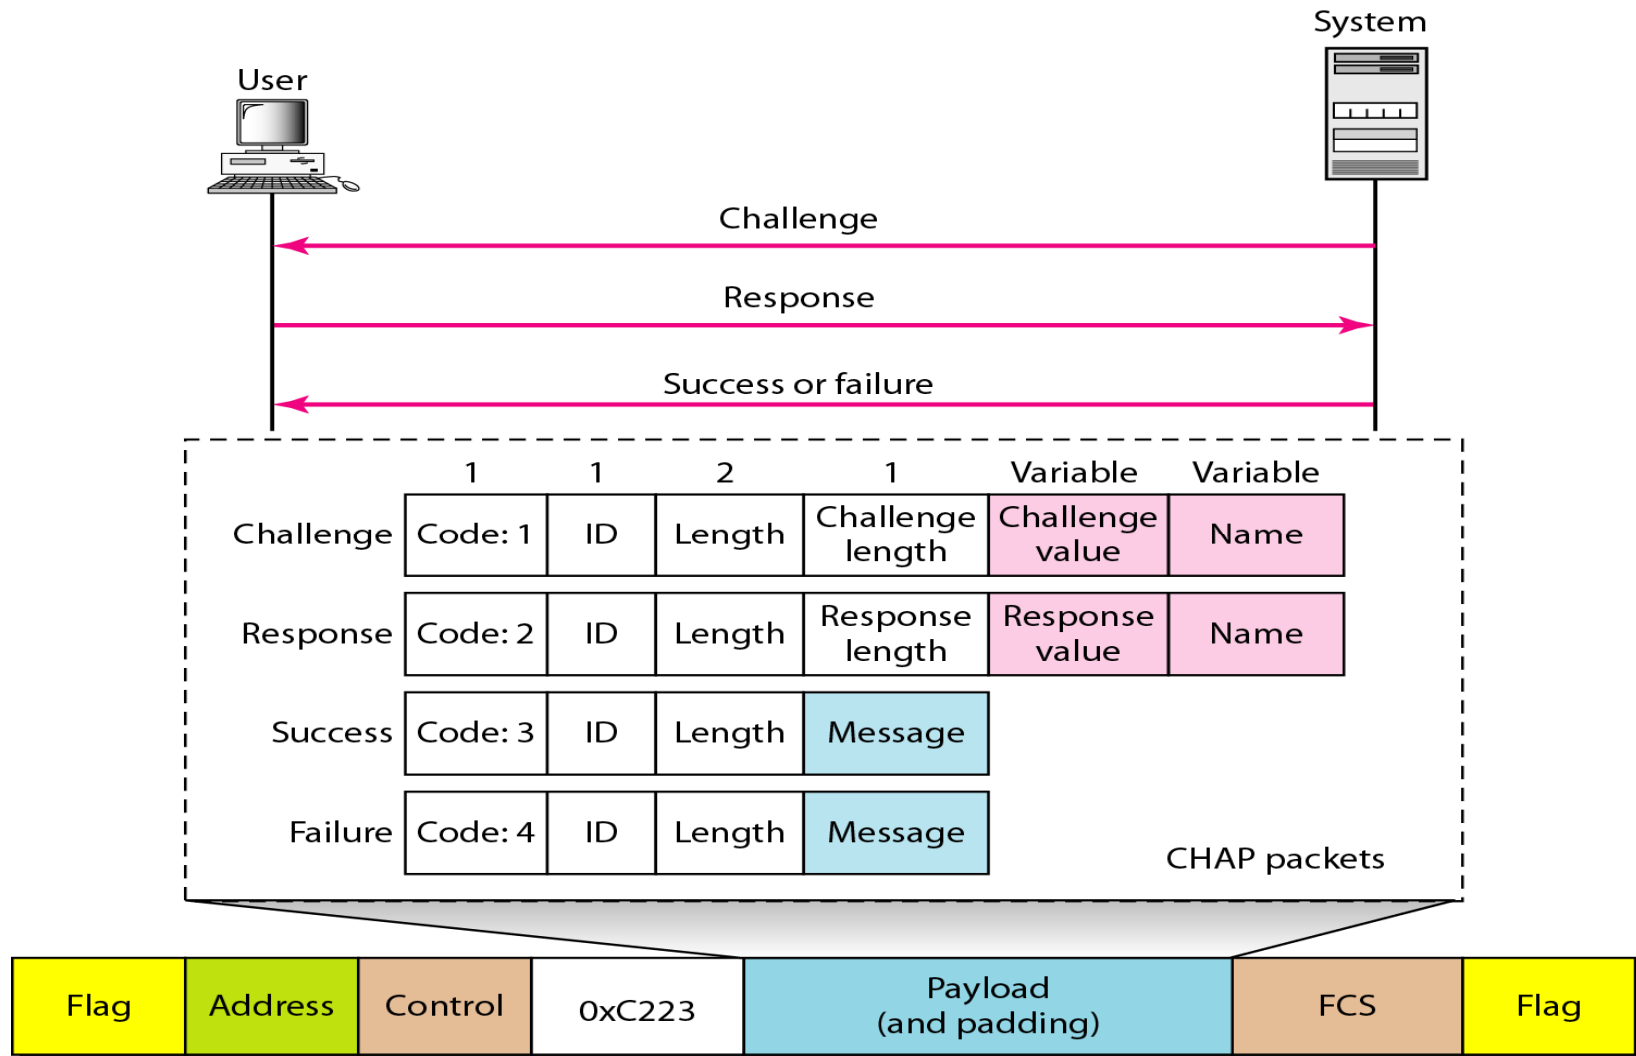 System
User
Challenge
Response
Success or failure
1 1 2 1 Variable Variable
Challenge Code: 1 ID Length Challenge length Challenge value Name
Response Code: 2 ID Length Response length Response value Name
Success Code: 3 ID Length Message
Failure Code: 4 ID Length Message
CHAP packets
Flag Address Control 0xC223 Payload (and padding) FCS Flag